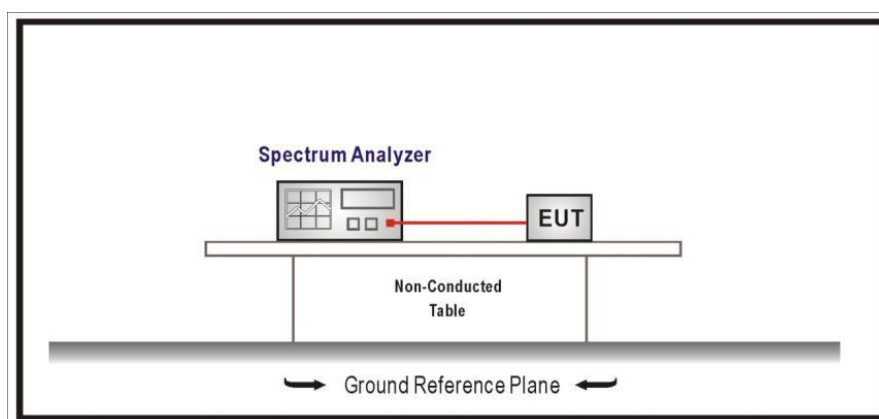 Spectrum Analyzer
EUT
Non-Conducted
Table
Ground Reference Plane